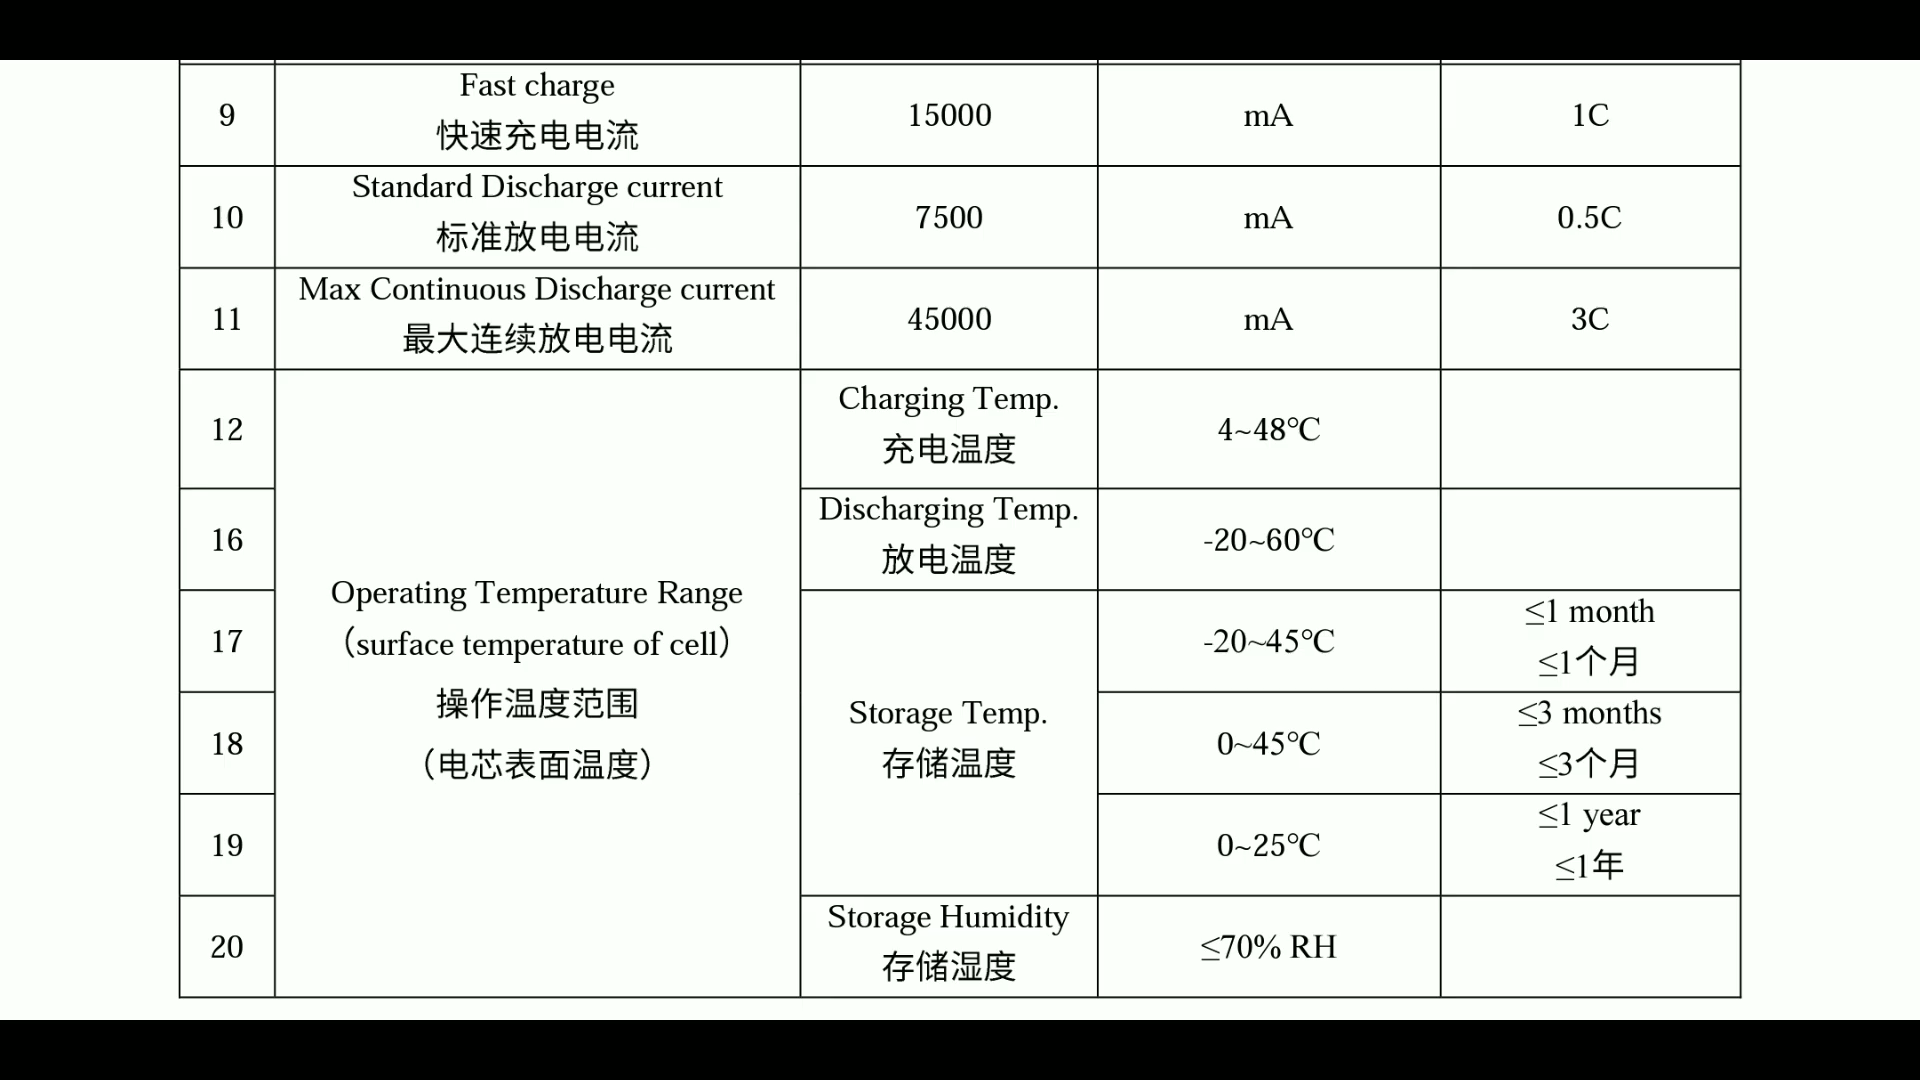 9
Fast charge
快速充电电流
15000
mA
1C
10
Standard Discharge current
标准放电电流
7500
mA
0.5C
11
Max Continuous Discharge current
最大连续放电电流
45000
mA
3C
12
Operating Temperature Range
（surface temperature of cell）
操作温度范围
（电芯表面温度）
Charging Temp.
充电温度
4~48℃
16
Discharging Temp.
放电温度
-20~60℃
17
Storage Temp.
存储温度
-20~45℃
≤1 month
≤1个月
18
0~45℃
≤3 months
≤3个月
19
0~25℃
≤1 year
≤1年
20
Storage Humidity
存储湿度
≤70% RH